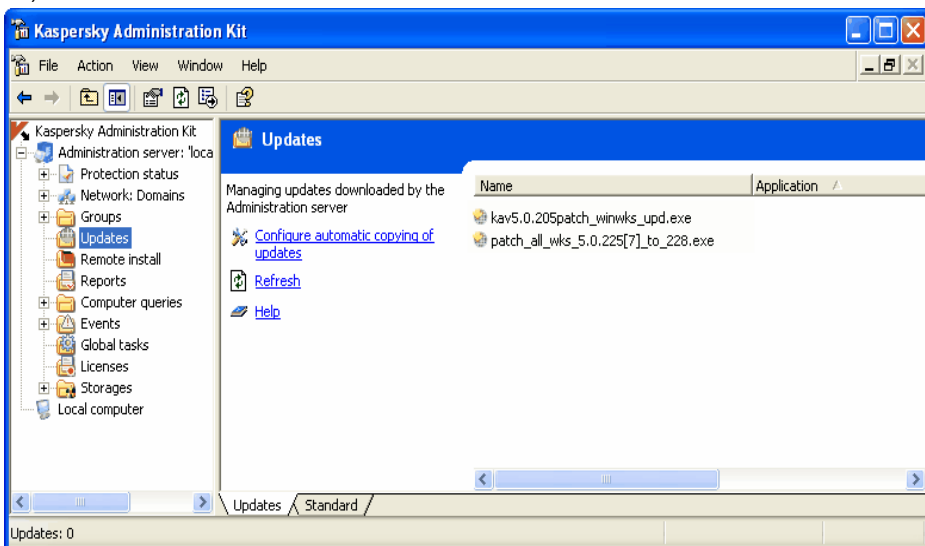 Kaspersky Administration Kit
File Action View Window Help
Kaspersky Administration Kit
Administration server: 'loca
Protection status
Network: Domains
Groups
Updates
Remote install
Reports
Computer queries
Events
Global tasks
Licenses
Storages
Local computer
Updates
Managing updates downloaded by the
Administration server
Configure automatic copying of
updates
Refresh
Help
Name Application
kav5.0.205patch_winwks_upd.exe
patch_all_wks_5.0.225[7]_to_228.exe
Updates Standard
Updates: 0